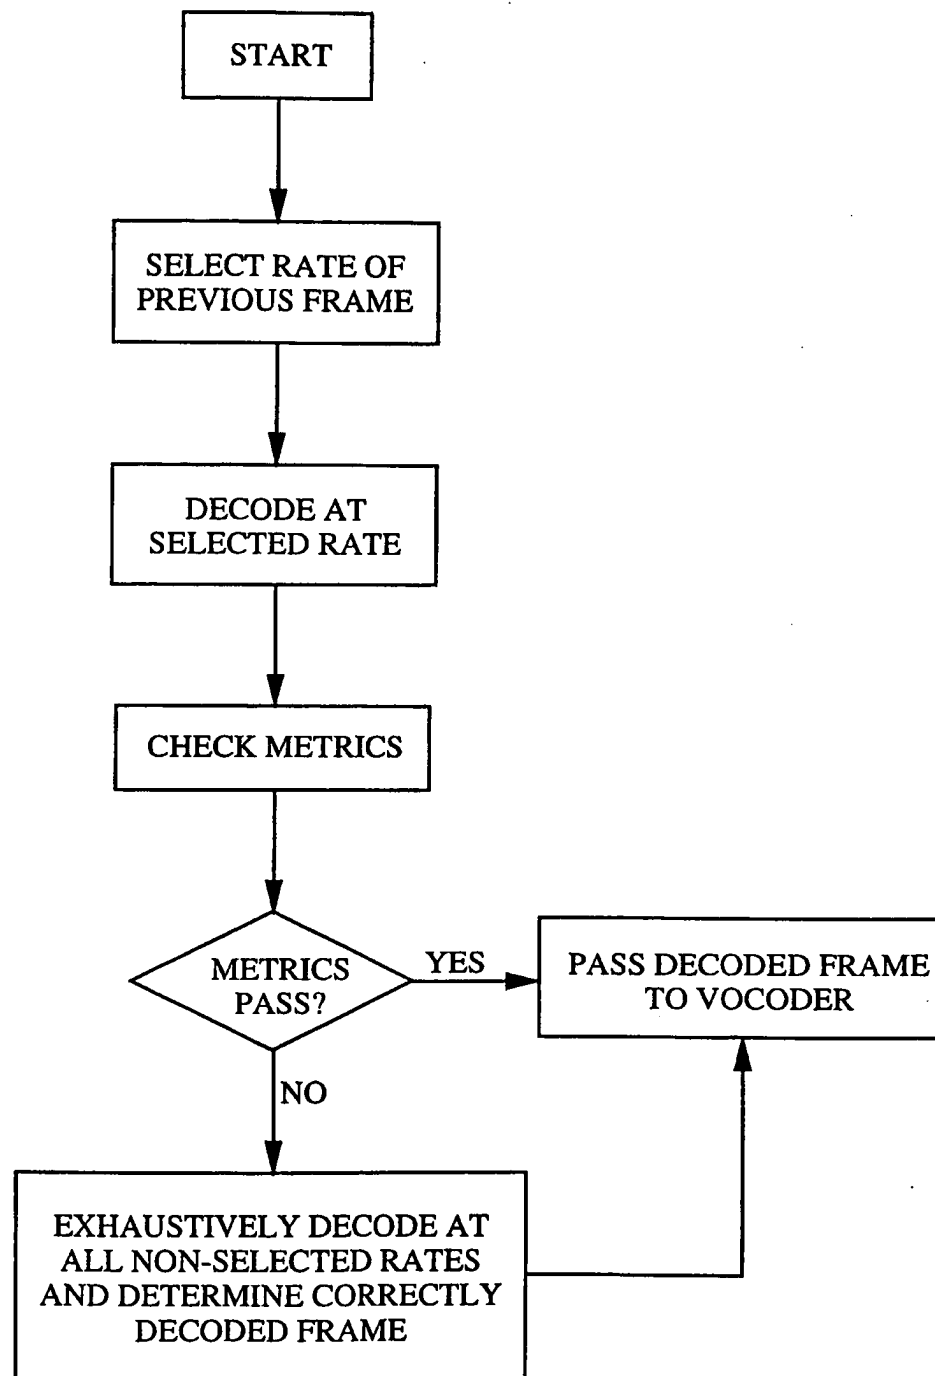 START
SELECT RATE OF
PREVIOUS FRAME
DECODE AT
SELECTED RATE
CHECK METRICS
METRICS
PASS?
YES
PASS DECODED FRAME
TO VOCODER
NO
EXHAUSTIVELY DECODE AT
ALL NON-SELECTED RATES
AND DETERMINE CORRECTLY
DECODED FRAME